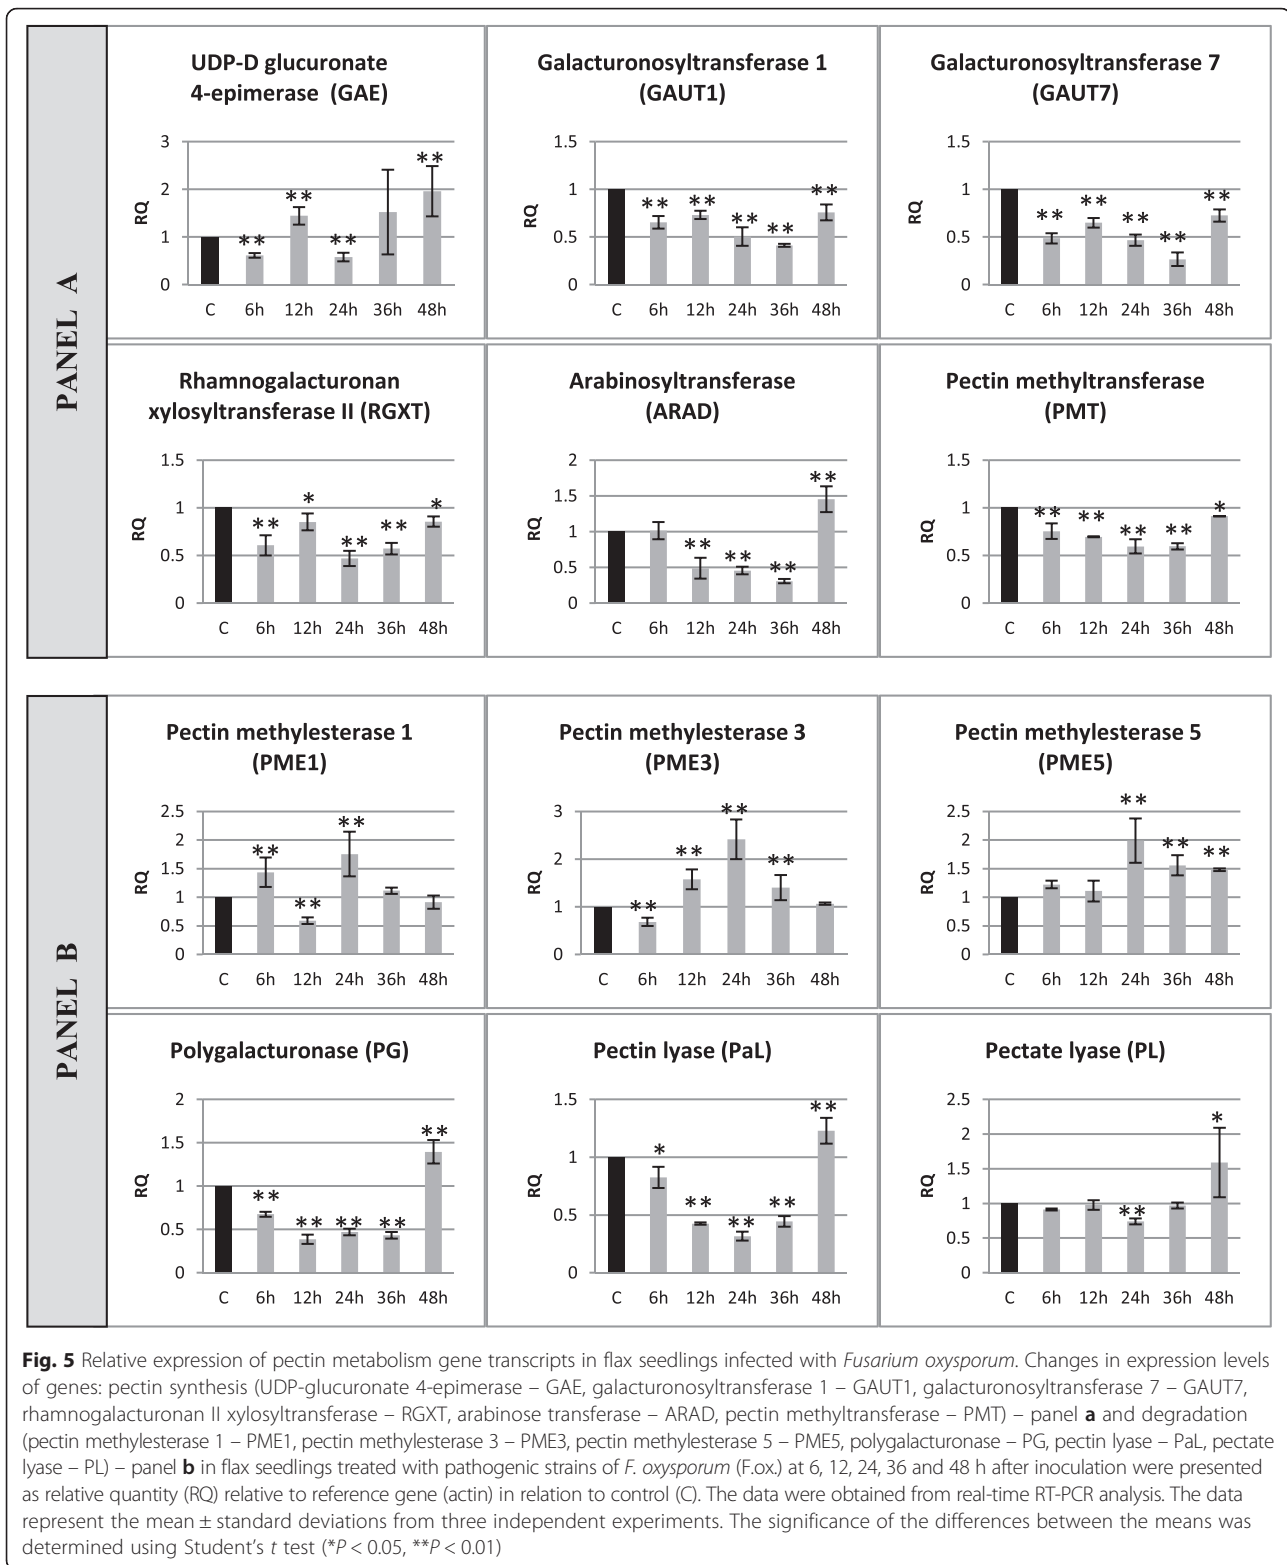 PANEL A
UDP-D glucuronate
4-epimerase (GAE)
3
2
1
0
RQ
** ** ** **
C 6h 12h 24h 36h 48h
Galacturonosyltransferase 1
(GAUT1)
1.5
1
0.5
0
RQ
** ** ** ** **
C 6h 12h 24h 36h 48h
Galacturonosyltransferase 7
(GAUT7)
1.5
1
0.5
0
RQ
** ** ** ** **
C 6h 12h 24h 36h 48h
Rhamnogalacturonan
xylosyltransferase II (RGXT)
1.5
1
0.5
0
RQ
** * ** ** *
C 6h 12h 24h 36h 48h
Arabinosyltransferase
(ARAD)
2
1.5
1
0.5
0
RQ
** ** ** **
C 6h 12h 24h 36h 48h
Pectin methyltransferase
(PMT)
1.5
1
0.5
0
RQ
** ** ** ** *
C 6h 12h 24h 36h 48h
PANEL B
Pectin methylesterase 1
(PME1)
2.5
2
1.5
1
0.5
0
RQ
** ** **
C 6h 12h 24h 36h 48h
Pectin methylesterase 3
(PME3)
3
2
1
0
RQ
** ** ** **
C 6h 12h 24h 36h 48h
Pectin methylesterase 5
(PME5)
2.5
2
1.5
1
0.5
0
RQ
** ** **
C 6h 12h 24h 36h 48h
Polygalacturonase (PG)
2
1.5
1
0.5
0
RQ
** ** ** ** **
C 6h 12h 24h 36h 48h
Pectin lyase (PaL)
1.5
1
0.5
0
RQ
* ** ** ** **
C 6h 12h 24h 36h 48h
Pectate lyase (PL)
2.5
2
1.5
1
0.5
0
RQ
** *
C 6h 12h 24h 36h 48h
Fig. 5 Relative expression of pectin metabolism gene transcripts in flax seedlings infected with Fusarium oxysporum. Changes in expression levels
of genes: pectin synthesis (UDP-glucuronate 4-epimerase – GAE, galacturonosyltransferase 1 – GAUT1, galacturonosyltransferase 7 – GAUT7,
rhamnogalacturonan II xylosyltransferase – RGXT, arabinose transferase – ARAD, pectin methyltransferase – PMT) – panel a and degradation
(pectin methylesterase 1 – PME1, pectin methylesterase 3 – PME3, pectin methylesterase 5 – PME5, polygalacturonase – PG, pectin lyase – PaL, pectate
lyase – PL) – panel b in flax seedlings treated with pathogenic strains of F. oxysporum (F.ox.) at 6, 12, 24, 36 and 48 h after inoculation were presented
as relative quantity (RQ) relative to reference gene (actin) in relation to control (C). The data were obtained from real-time RT-PCR analysis. The data
represent the mean ± standard deviations from three independent experiments. The significance of the differences between the means was
determined using Student's t test (*P < 0.05, **P < 0.01)